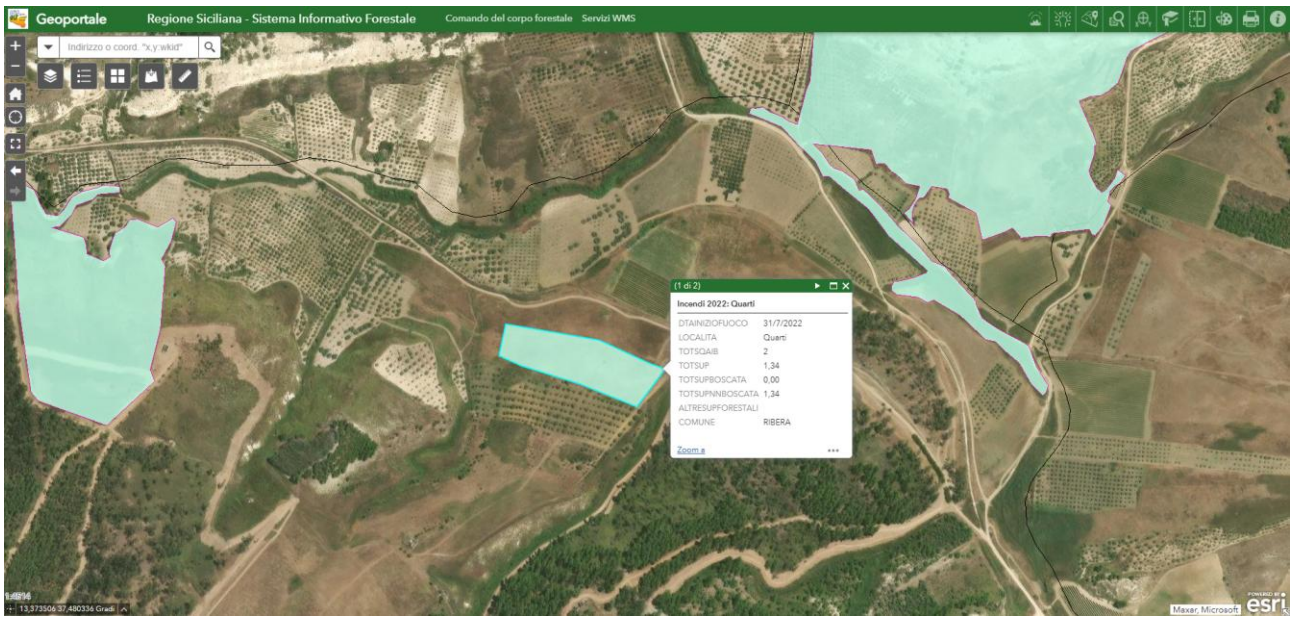 Geoportale Regione Siciliana - Sistema Informativo Forestale Comando del corpo forestale Servizi WMS
Indirizzo o coord. "x,y:wkid"
(1 di 2)
Incendi 2022: Quarti
DTAINIZIOFUOCO 31/7/2022
LOCALITA Quarti
TOTSQAIB 2
TOTSUP 1,34
TOTSUPBOSCATA 0,00
TOTSUPNNBOSCATA 1,34
ALTRESUPFORESTALI
COMUNE RIBERA
Zoom a
13,373506 37,480336 Gradi
Maxar, Microsoft
POWERED BY
esri